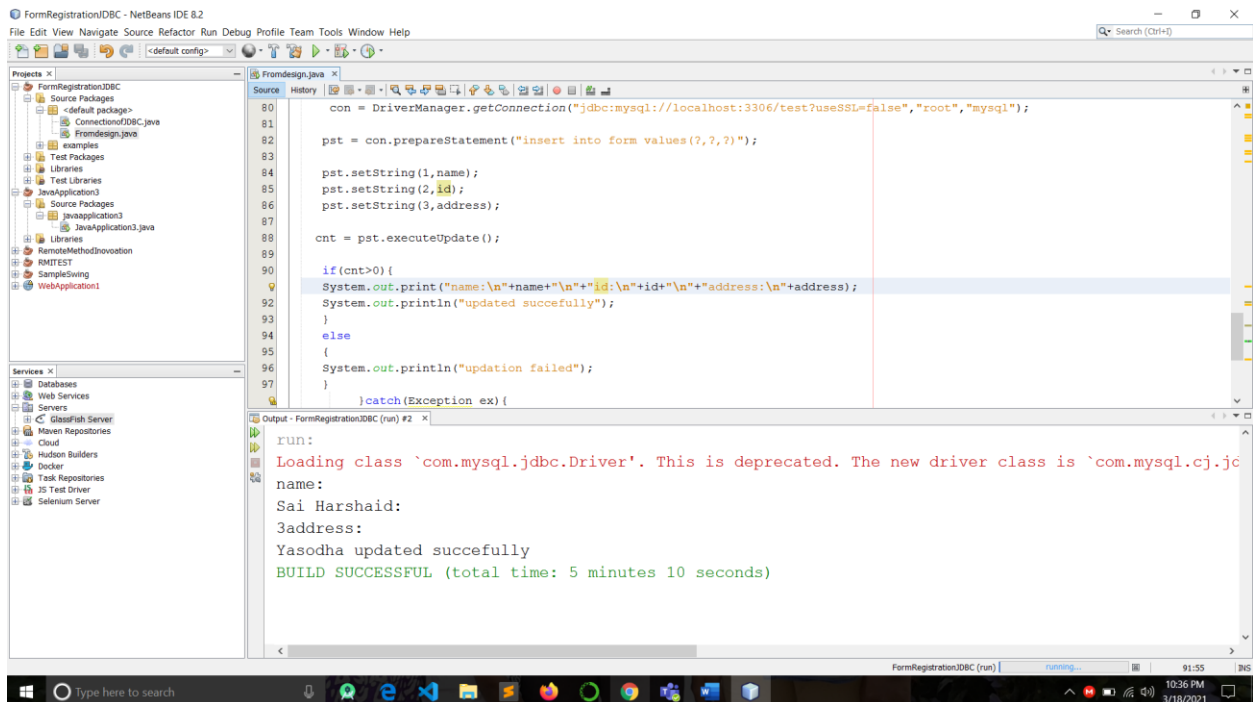 FormRegistrationJDBC - NetBeans IDE 8.2
File Edit View Navigate Source Refactor Run Debug Profile Team Tools Window Help
Search (Ctrl+I)
<default config>
Projects
FormRegistrationJDBC
Source Packages
<default package>
ConnectionofJDBC.java
Fromdesign.java
examples
Test Packages
Libraries
Test Libraries
JavaApplication3
Source Packages
javaapplication3
JavaApplication3.java
Libraries
RemoteMethodInovoation
RMITEST
SampleSwing
WebApplication1
Services
Databases
Web Services
Servers
GlassFish Server
Maven Repositories
Cloud
Hudson Builders
Docker
Task Repositories
JS Test Driver
Selenium Server
Fromdesign.java
Source History
80 con = DriverManager.getConnection("jdbc:mysql://localhost:3306/test?useSSL=false","root","mysql");
81
82 pst = con.prepareStatement("insert into form values(?,?,?)");
83
84 pst.setString(1,name);
85 pst.setString(2,id);
86 pst.setString(3,address);
87
88 cnt = pst.executeUpdate();
89
90 if(cnt>0){
System.out.print("name:\n"+name+"\n"+"id:\n"+id+"\n"+"address:\n"+address);
92 System.out.println("updated succefully");
93 }
94 else
95 {
96 System.out.println("updation failed");
97 }
}catch(Exception ex){
Output - FormRegistrationJDBC (run) #2
run:
Loading class `com.mysql.jdbc.Driver'. This is deprecated. The new driver class is `com.mysql.cj.jd
name:
Sai Harshaid:
3address:
Yasodha updated succefully
BUILD SUCCESSFUL (total time: 5 minutes 10 seconds)
FormRegistrationJDBC (run) running... 91:55 INS
Type here to search
10:36 PM
3/18/2021